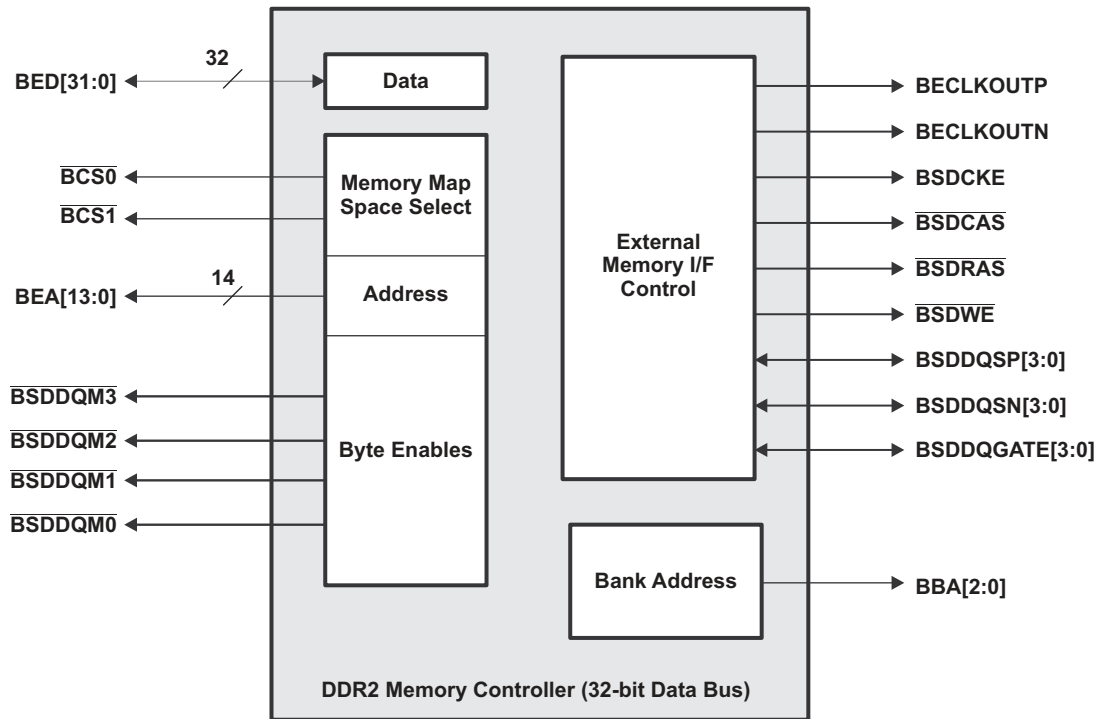 32
BED[31:0]
Data
BCS0
BCS1
Memory Map
Space Select
14
BEA[13:0]
Address
BSDDQM3
BSDDQM2
BSDDQM1
BSDDQM0
Byte Enables
External
Memory I/F
Control
BECLKOUTP
BECLKOUTN
BSDCKE
BSDCAS
BSDRAS
BSDWE
BSDDQSP[3:0]
BSDDQSN[3:0]
BSDDQGATE[3:0]
Bank Address
BBA[2:0]
DDR2 Memory Controller (32-bit Data Bus)